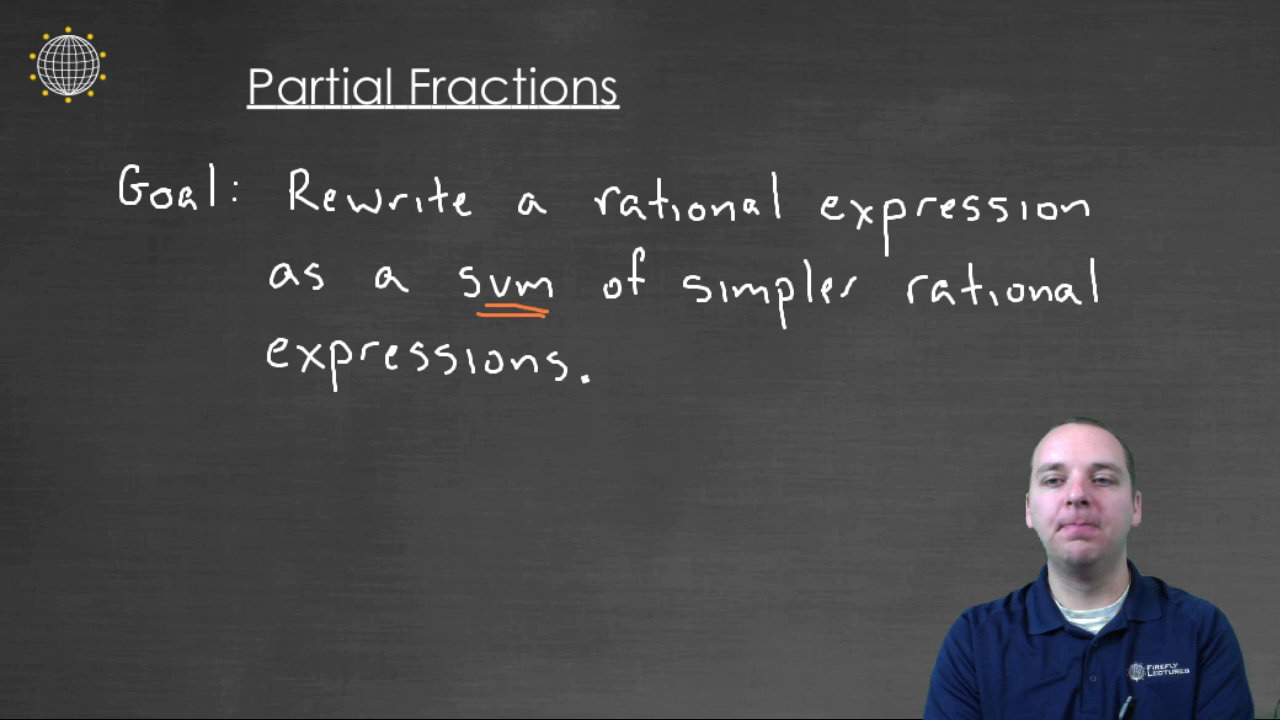 Partial Fractions
Goal: Rewrite a rational expression
as a sum of simpler rational
expressions.
FIREFLY
LECTURES